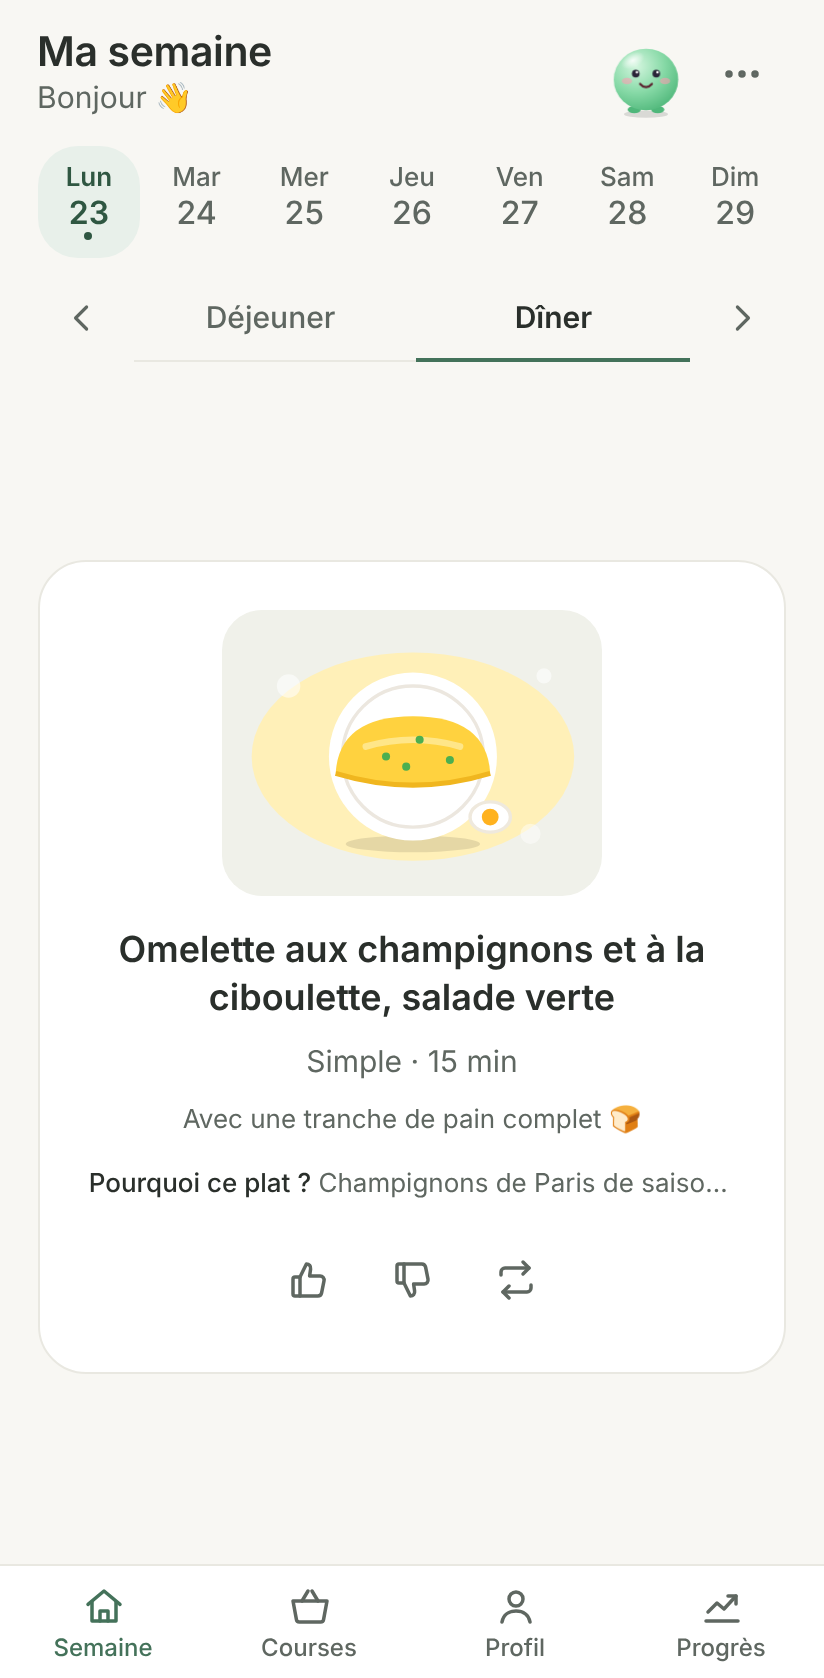 Ma semaine
Bonjour 👋
Lun Mar Mer Jeu Ven Sam Dim
23 24 25 26 27 28 29
Déjeuner Dîner
Omelette aux champignons et à la
ciboulette, salade verte
Simple · 15 min
Avec une tranche de pain complet 🍞
Pourquoi ce plat ? Champignons de Paris de saiso...
Semaine Courses Profil Progrès